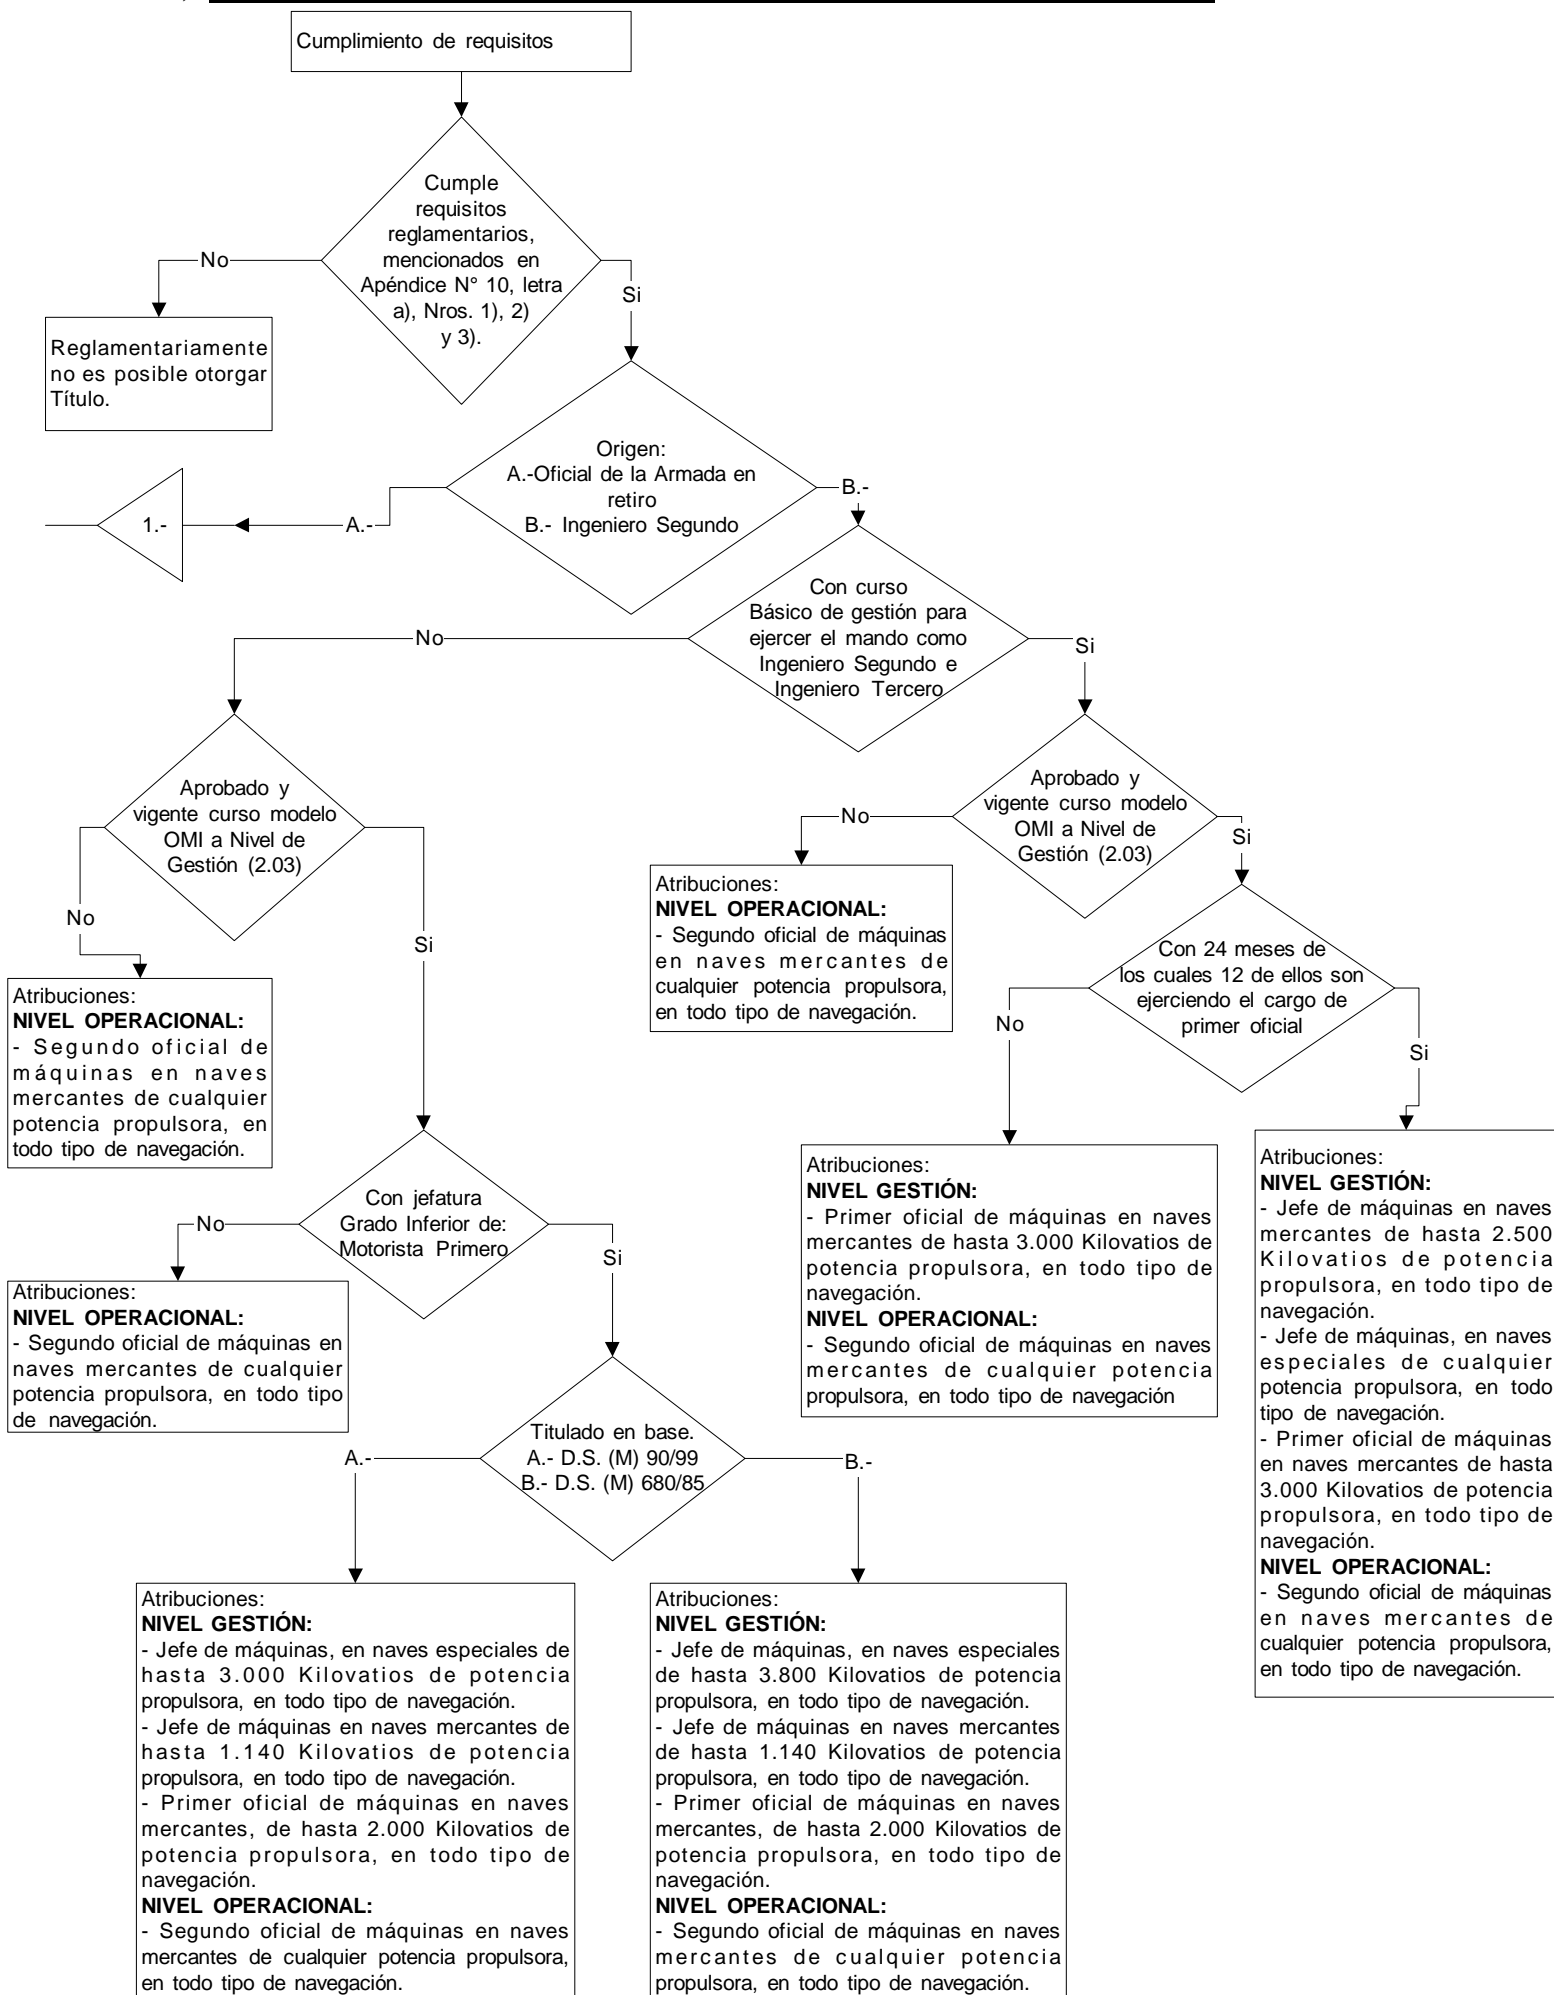 Cumplimiento de requisitos
Cumple
requisitos
reglamentarios,
mencionados en
Apéndice N° 10, letra
a), Nros. 1), 2)
y 3).
No
Si
Reglamentariamente
no es posible otorgar
Título.
Origen:
A.-Oficial de la Armada en
retiro
B.- Ingeniero Segundo
1.-
A.-
B.-
Con curso
Básico de gestión para
ejercer el mando como
Ingeniero Segundo e
Ingeniero Tercero
No
Si
Aprobado y
vigente curso modelo
OMI a Nivel de
Gestión (2.03)
No
Si
Aprobado y
vigente curso modelo
OMI a Nivel de
Gestión (2.03)
No
Si
Atribuciones:
NIVEL OPERACIONAL:
- Segundo oficial de máquinas
en naves mercantes de
cualquier potencia propulsora,
en todo tipo de navegación.
Con 24 meses de
los cuales 12 de ellos son
ejerciendo el cargo de
primer oficial
No
Si
Atribuciones:
NIVEL OPERACIONAL:
- Segundo oficial de
máquinas en naves
mercantes de cualquier
potencia propulsora, en
todo tipo de navegación.
Con jefatura
Grado Inferior de:
Motorista Primero
No
Si
Atribuciones:
NIVEL GESTIÓN:
- Primer oficial de máquinas en naves
mercantes de hasta 3.000 Kilovatios de
potencia propulsora, en todo tipo de
navegación.
NIVEL OPERACIONAL:
- Segundo oficial de máquinas en naves
mercantes de cualquier potencia
propulsora, en todo tipo de navegación
Atribuciones:
NIVEL GESTIÓN:
- Jefe de máquinas en naves
mercantes de hasta 2.500
Kilovatios de potencia
propulsora, en todo tipo de
navegación.
- Jefe de máquinas, en naves
especiales de cualquier
potencia propulsora, en todo
tipo de navegación.
- Primer oficial de máquinas
en naves mercantes de hasta
3.000 Kilovatios de potencia
propulsora, en todo tipo de
navegación.
NIVEL OPERACIONAL:
- Segundo oficial de máquinas
en naves mercantes de
cualquier potencia propulsora,
en todo tipo de navegación.
Atribuciones:
NIVEL OPERACIONAL:
- Segundo oficial de máquinas en
naves mercantes de cualquier
potencia propulsora, en todo tipo
de navegación.
Titulado en base.
A.- D.S. (M) 90/99
B.- D.S. (M) 680/85
A.-
B.-
Atribuciones:
NIVEL GESTIÓN:
- Jefe de máquinas, en naves especiales de
hasta 3.000 Kilovatios de potencia
propulsora, en todo tipo de navegación.
- Jefe de máquinas en naves mercantes de
hasta 1.140 Kilovatios de potencia
propulsora, en todo tipo de navegación.
- Primer oficial de máquinas en naves
mercantes, de hasta 2.000 Kilovatios de
potencia propulsora, en todo tipo de
navegación.
NIVEL OPERACIONAL:
- Segundo oficial de máquinas en naves
mercantes de cualquier potencia propulsora,
en todo tipo de navegación.
Atribuciones:
NIVEL GESTIÓN:
- Jefe de máquinas, en naves especiales
de hasta 3.800 Kilovatios de potencia
propulsora, en todo tipo de navegación.
- Jefe de máquinas en naves mercantes
de hasta 1.140 Kilovatios de potencia
propulsora, en todo tipo de navegación.
- Primer oficial de máquinas en naves
mercantes, de hasta 2.000 Kilovatios de
potencia propulsora, en todo tipo de
navegación.
NIVEL OPERACIONAL:
- Segundo oficial de máquinas en naves
mercantes de cualquier potencia
propulsora, en todo tipo de navegación.